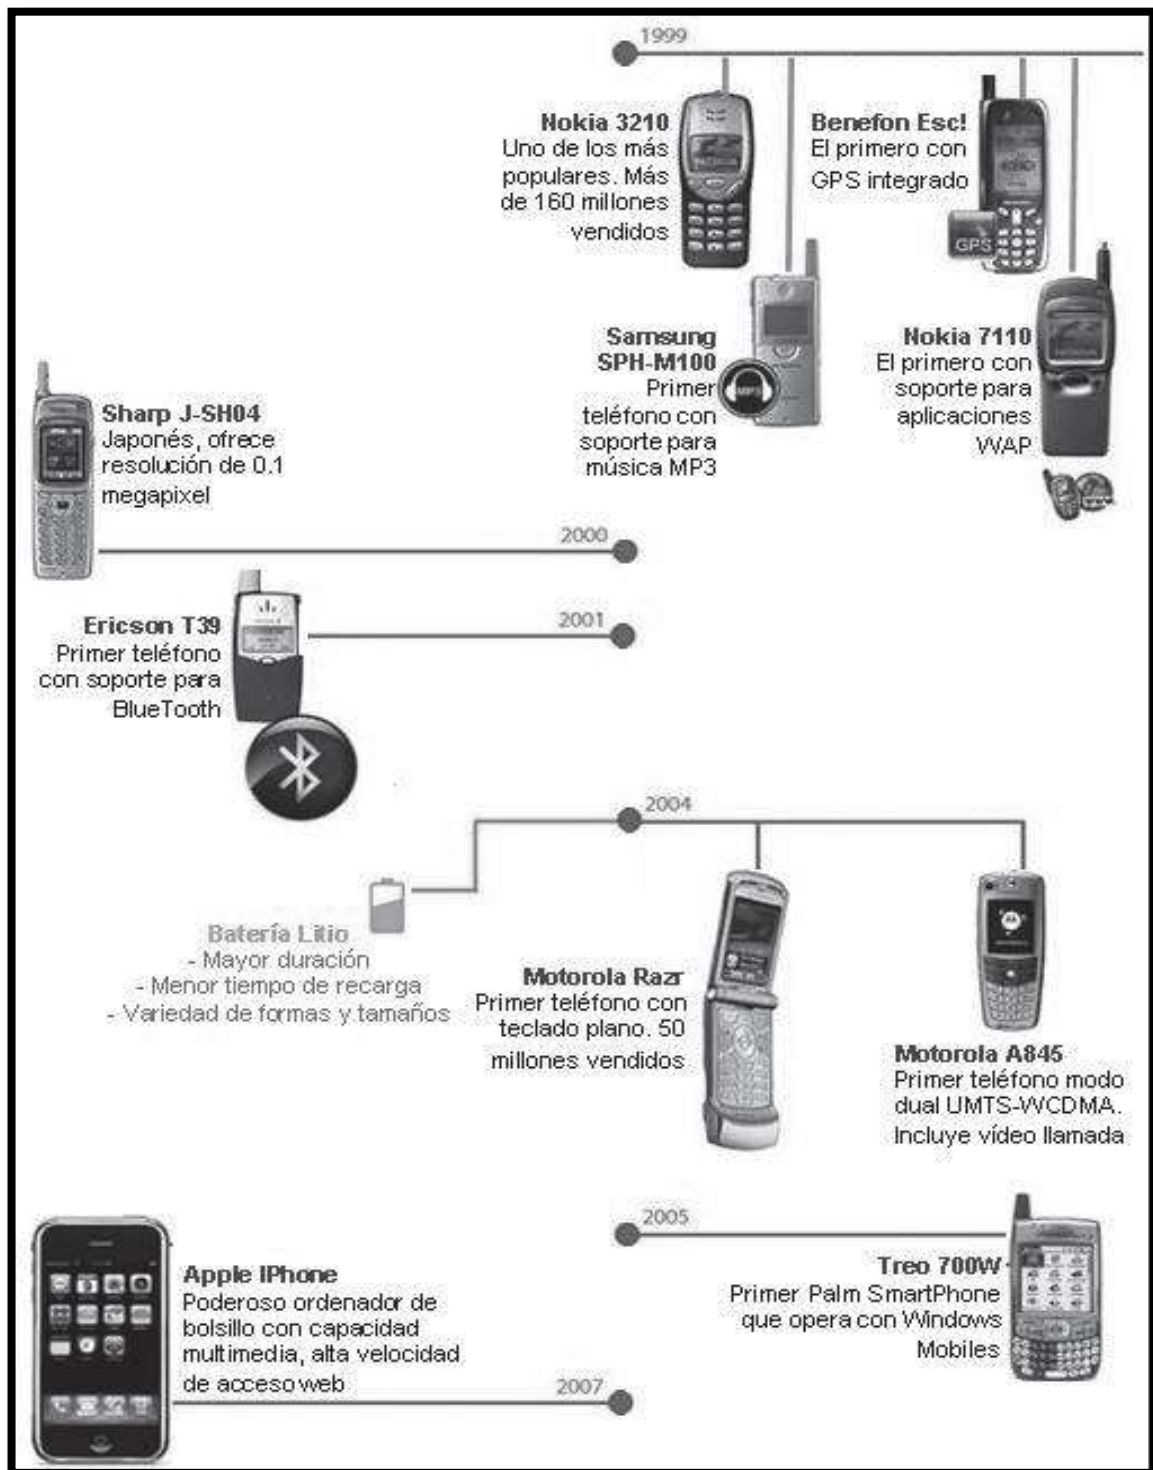 1999
Nokia 3210
Uno de los más
populares. Más
de 160 millones
vendidos
Benefon Esc!
El primero con
GPS integrado
GPS
Samsung
SPH-M100
Primer
teléfono con
soporte para
música MP3
MP3
Nokia 7110
El primero con
soporte para
aplicaciones
WAP
Sharp J-SH04
Japonés, ofrece
resolución de 0.1
megapixel
2000
2001
Ericson T39
Primer teléfono
con soporte para
BlueTooth
2004
Batería Litio
- Mayor duración
- Menor tiempo de recarga
- Variedad de formas y tamaños
Motorola Razr
Primer teléfono con
teclado plano. 50
millones vendidos
Motorola A845
Primer teléfono modo
dual UMTS-WCDMA.
Incluye vídeo llamada
2005
Treo 700W
Primer Palm SmartPhone
que opera con Windows
Mobiles
Apple IPhone
Poderoso ordenador de
bolsillo con capacidad
multimedia, alta velocidad
de acceso web
2007